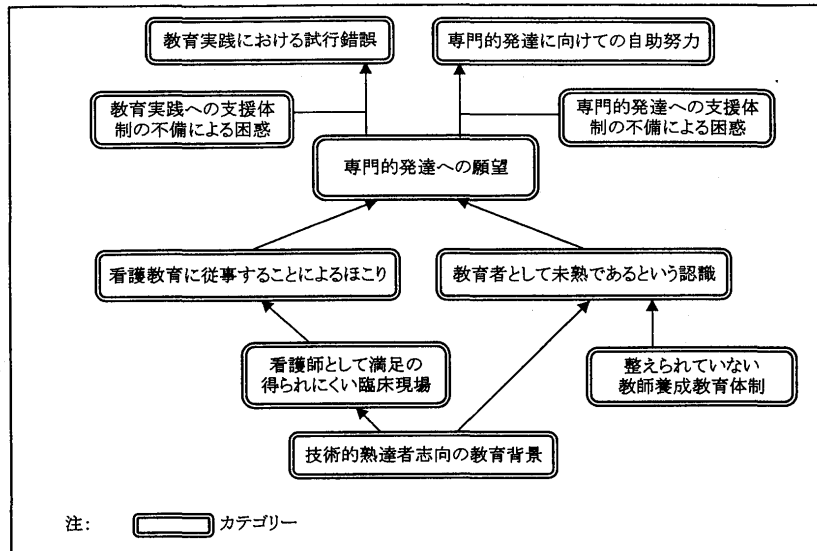 教育実践における試行錯誤
専門的発達に向けての自助努力
教育実践への支援体
制の不備による困惑
専門的発達への支援体
制の不備による困惑
専門的発達への願望
看護教育に従事することによるほこり
教育者として未熟であるという認識
看護師として満足の
得られにくい臨床現場
整えられていない
教師養成教育体制
技術的熟達者志向の教育背景
注:
カテゴリー